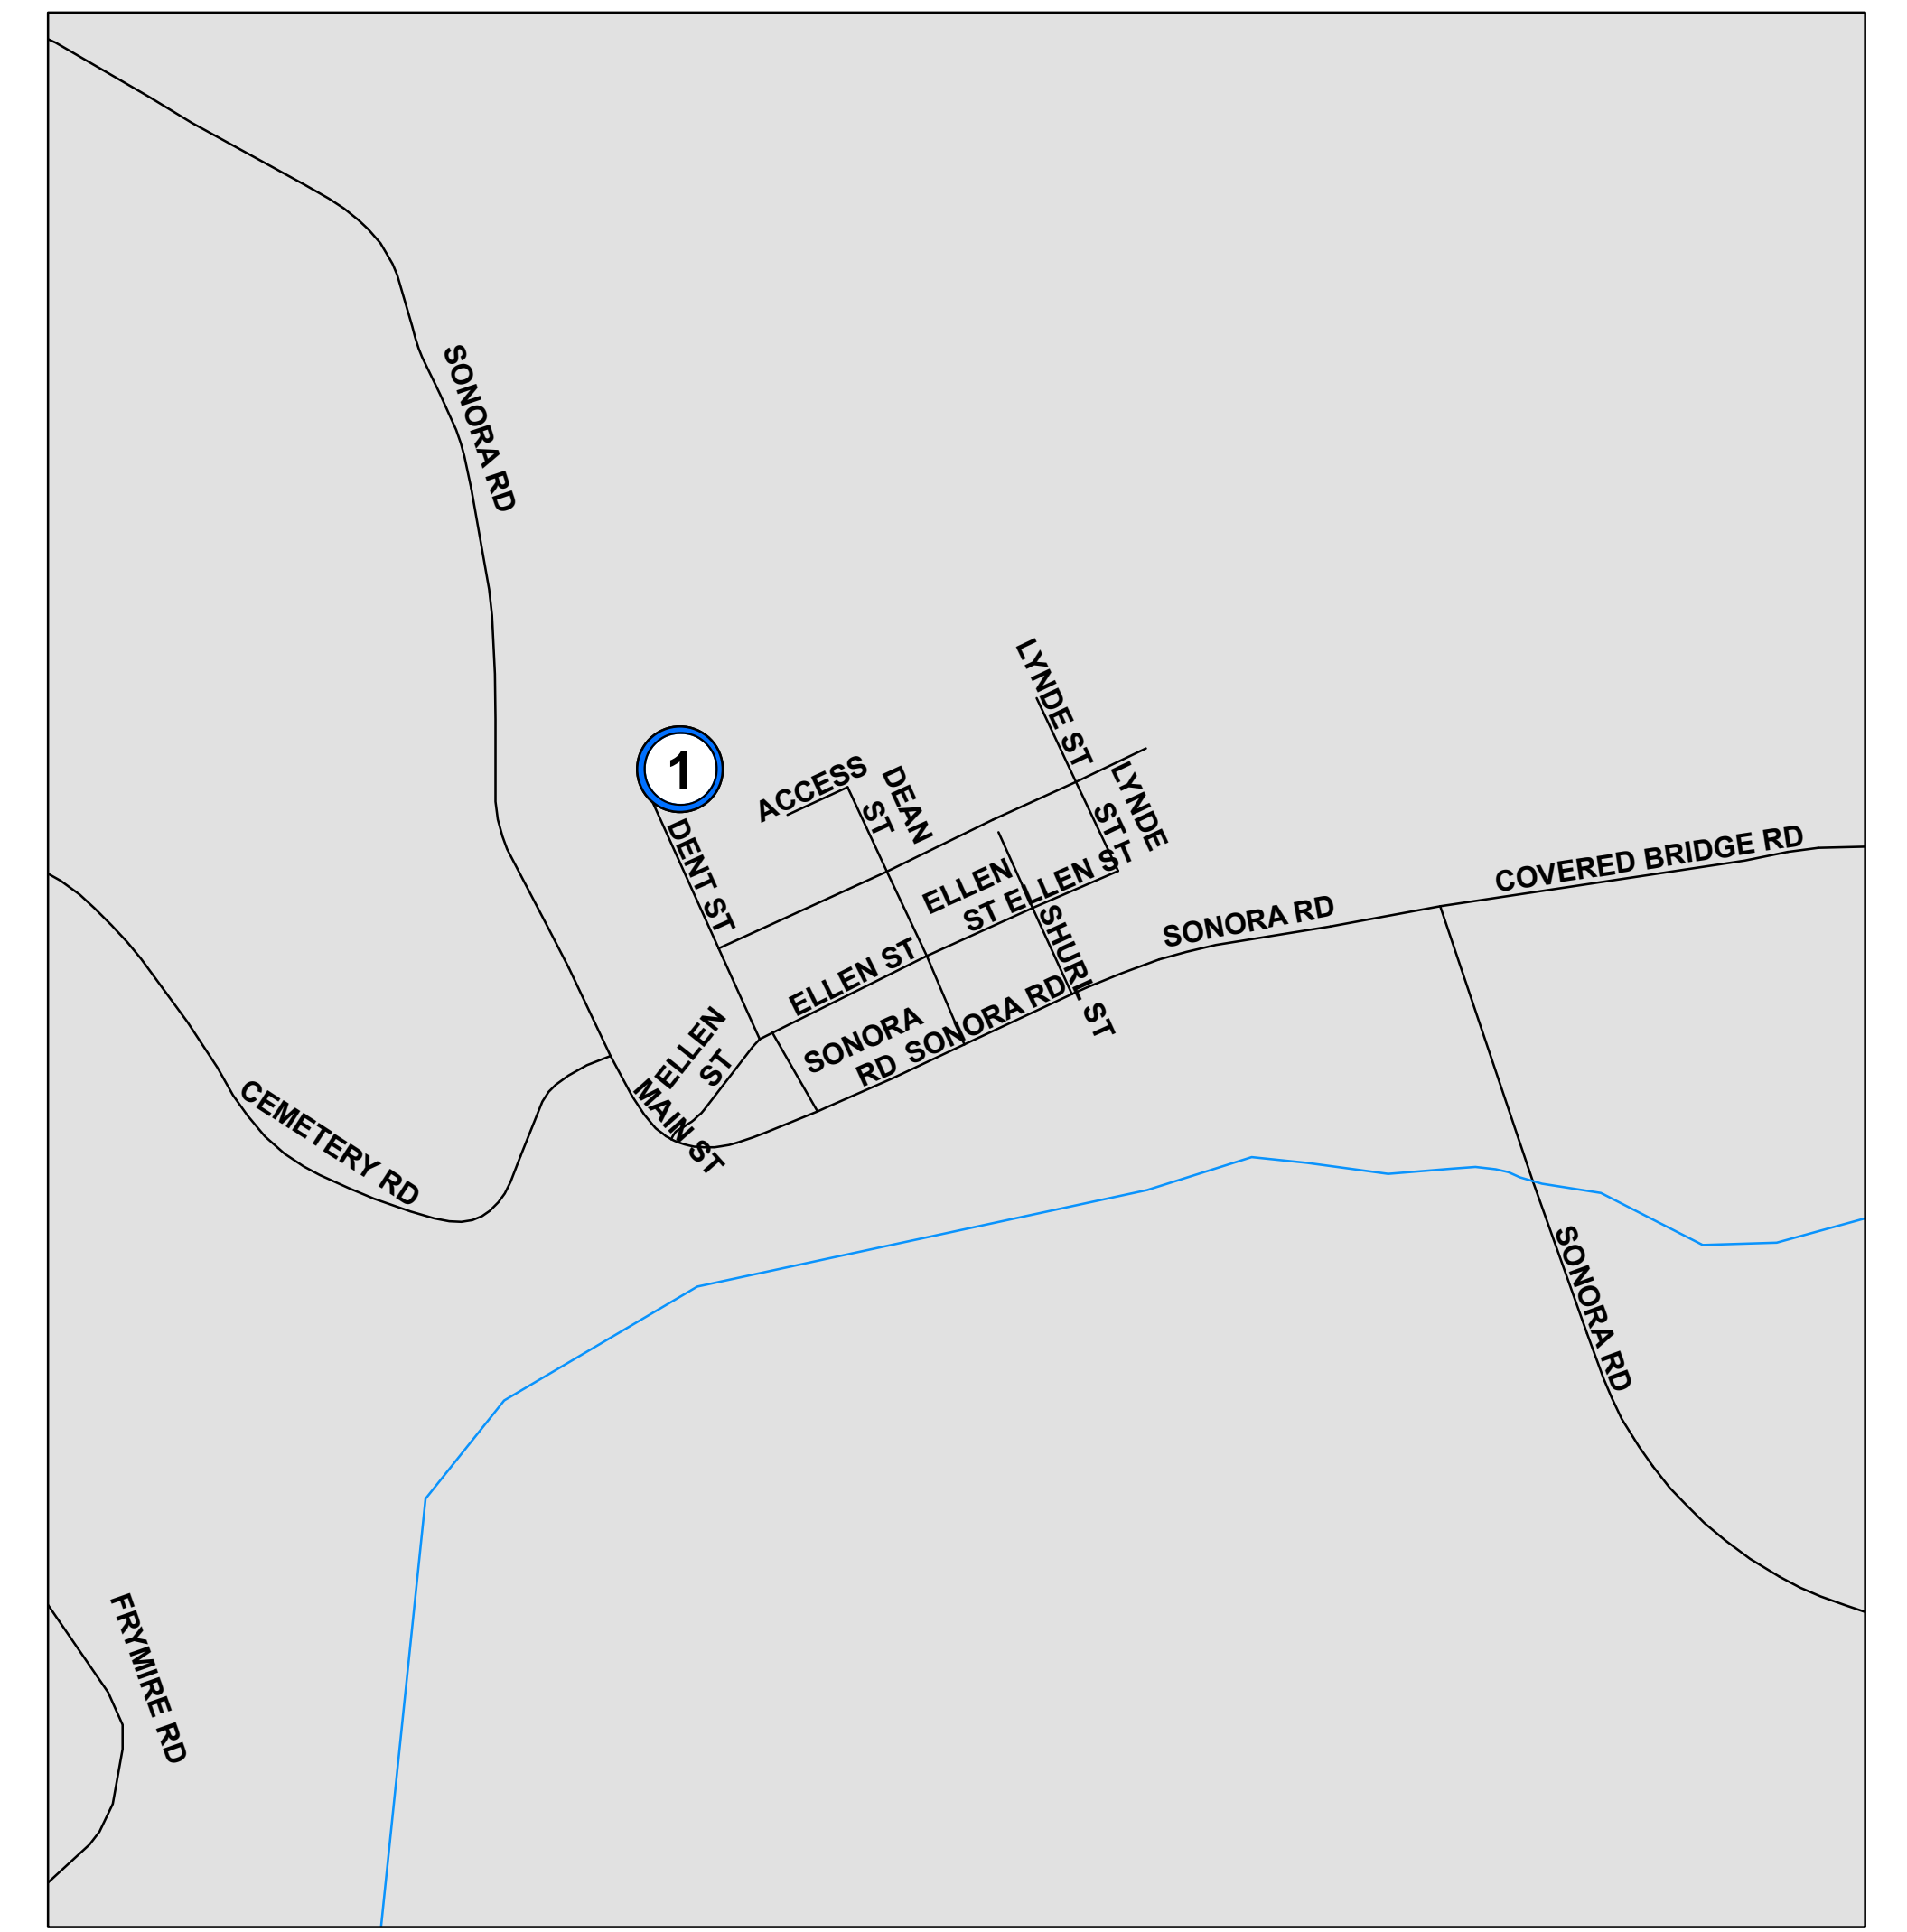 SONORA RD
LYNDE ST
1
ACCESS
DEAN
ST
LYNDE
ST
DENT ST
COVERED BRIDGE RD
ELLEN
ST
ELLEN ST
SONORA RD
SHURT ST
ELLEN ST
SONORA
RD
SONORA RD
ELLEN
ST
MAIN ST
CEMETERY RD
SONORA RD
FRYMIRE RD